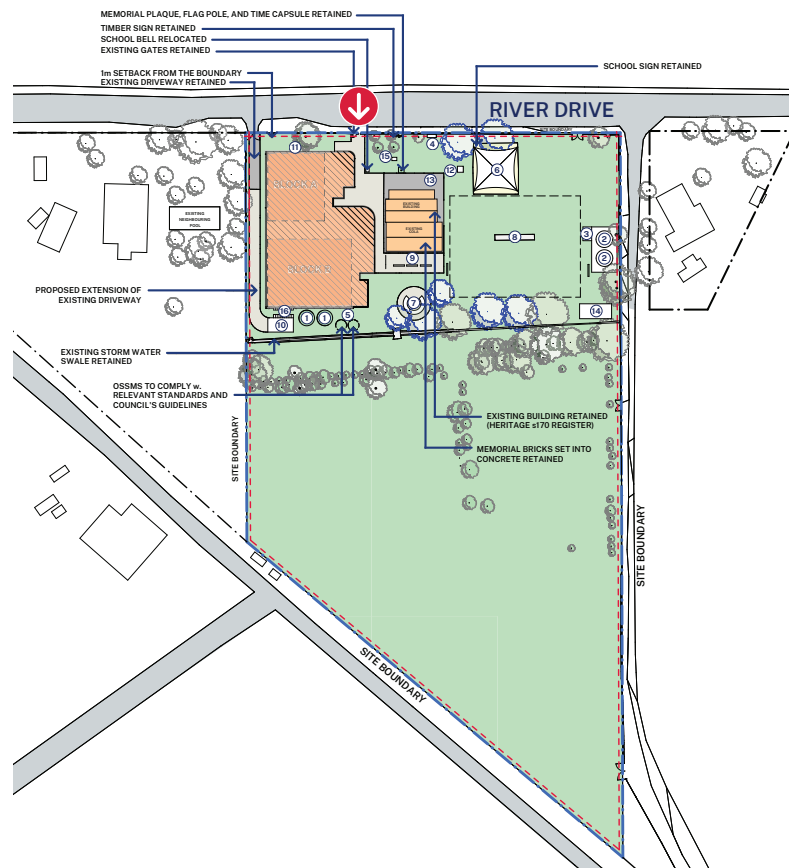 MEMORIAL PLAQUE, FLAG POLE, AND TIME CAPSULE RETAINED
TIMBER SIGN RETAINED
SCHOOL BELL RELOCATED
EXISTING GATES RETAINED
SCHOOL SIGN RETAINED
1m SETBACK FROM THE BOUNDARY
EXISTING DRIVEWAY RETAINED
RIVER DRIVE
SITE BOUNDARY
4
11
15
12
6
13
BLOCK A
EXISTING
BUILDING
EXISTING
NEIGHBOURING
POOL
EXISTING
COLA
8
3
2
2
9
BLOCK B
PROPOSED EXTENSION OF
EXISTING DRIVEWAY
7
16
10
1
1
5
14
EXISTING STORM WATER
SWALE RETAINED
OSSMS TO COMPLY w.
RELEVANT STANDARDS AND
COUNCIL'S GUIDELINES
EXISTING BUILDING RETAINED
(HERITAGE s170 REGISTER)
MEMORIAL BRICKS SET INTO
CONCRETE RETAINED
SITE BOUNDARY
SITE BOUNDARY
SITE BOUNDARY